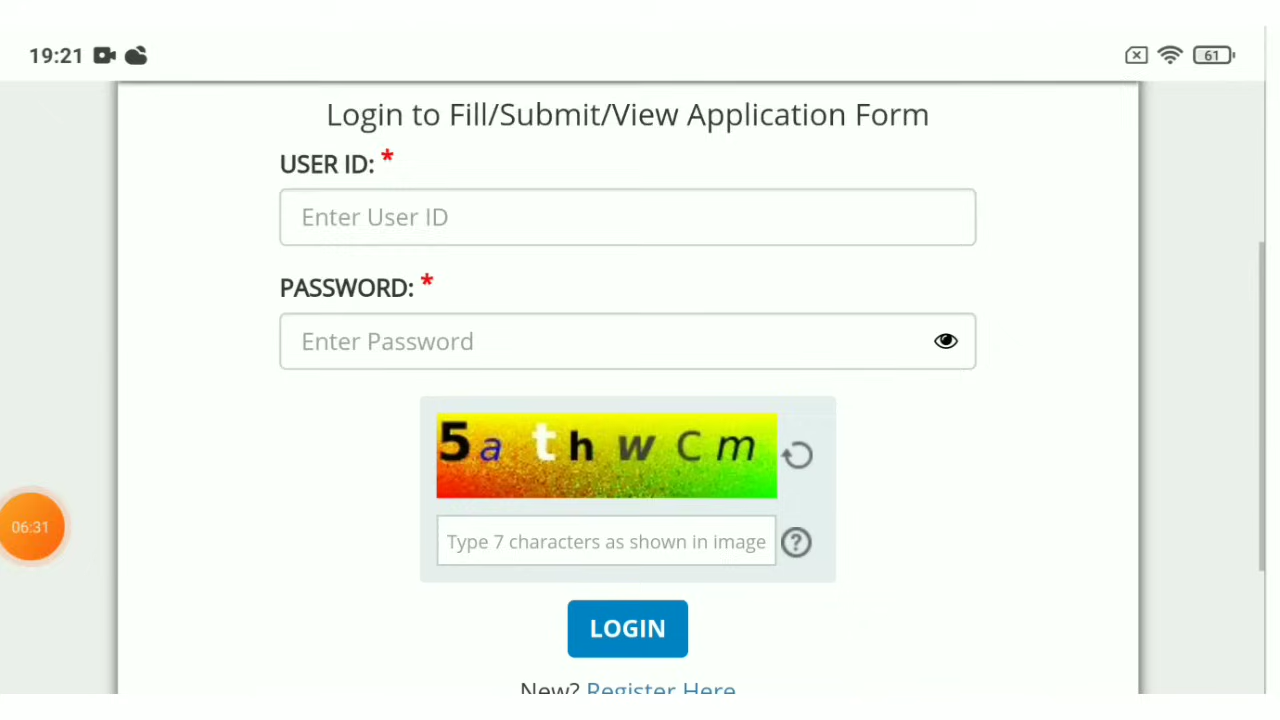 19:21
61
Login to Fill/Submit/View Application Form
USER ID: *
Enter User ID
PASSWORD: *
Enter Password
5 a t h w C m
Type 7 characters as shown in image
?
06:31
LOGIN
New? Register Here